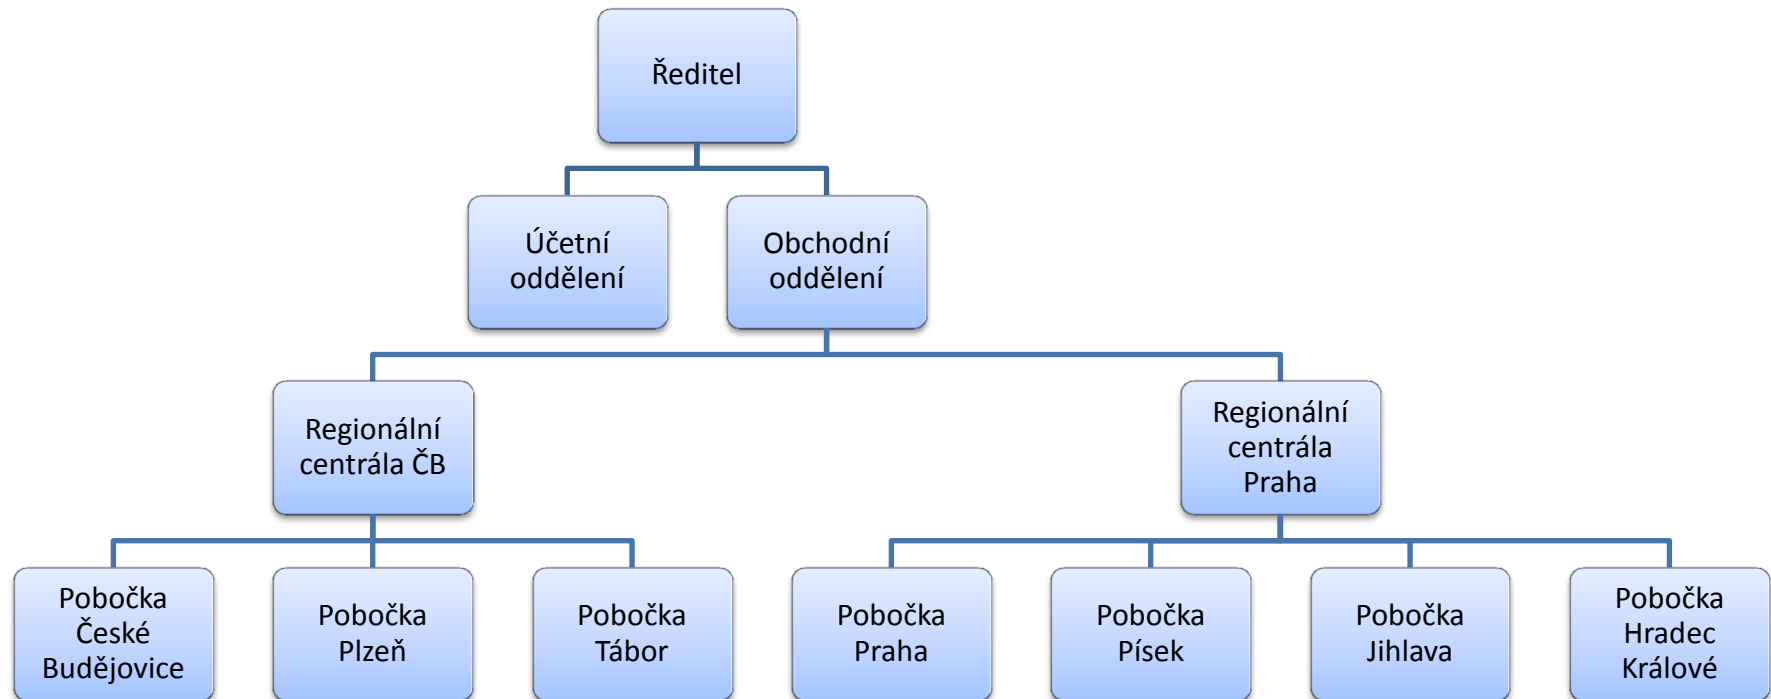 Ředitel
Účetní
oddělení
Obchodní
oddělení
Regionální
centrála ČB
Regionální
centrála
Praha
Pobočka
České
Budějovice
Pobočka
Plzeň
Pobočka
Tábor
Pobočka
Praha
Pobočka
Písek
Pobočka
Jihlava
Pobočka
Hradec
Králové